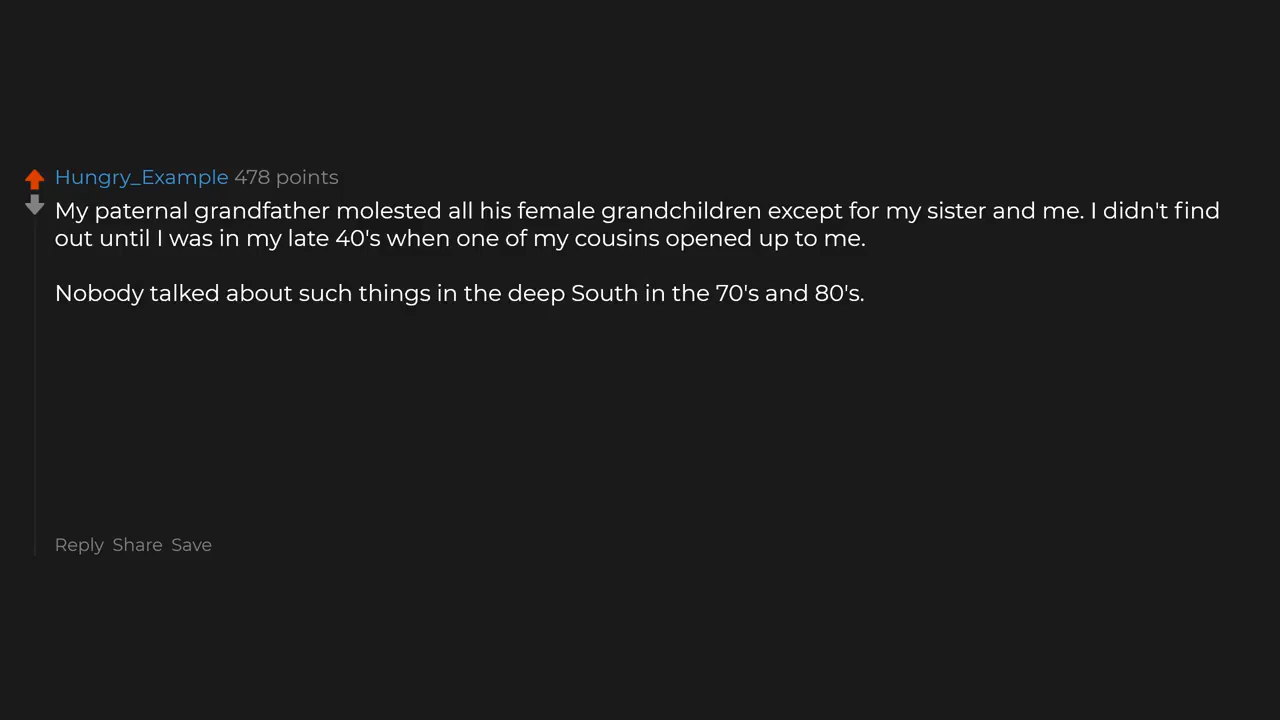 Hungry_Example 478 points
My paternal grandfather molested all his female grandchildren except for my sister and me. I didn't find
out until I was in my late 40's when one of my cousins opened up to me.
Nobody talked about such things in the deep South in the 70's and 80's.
Reply Share Save